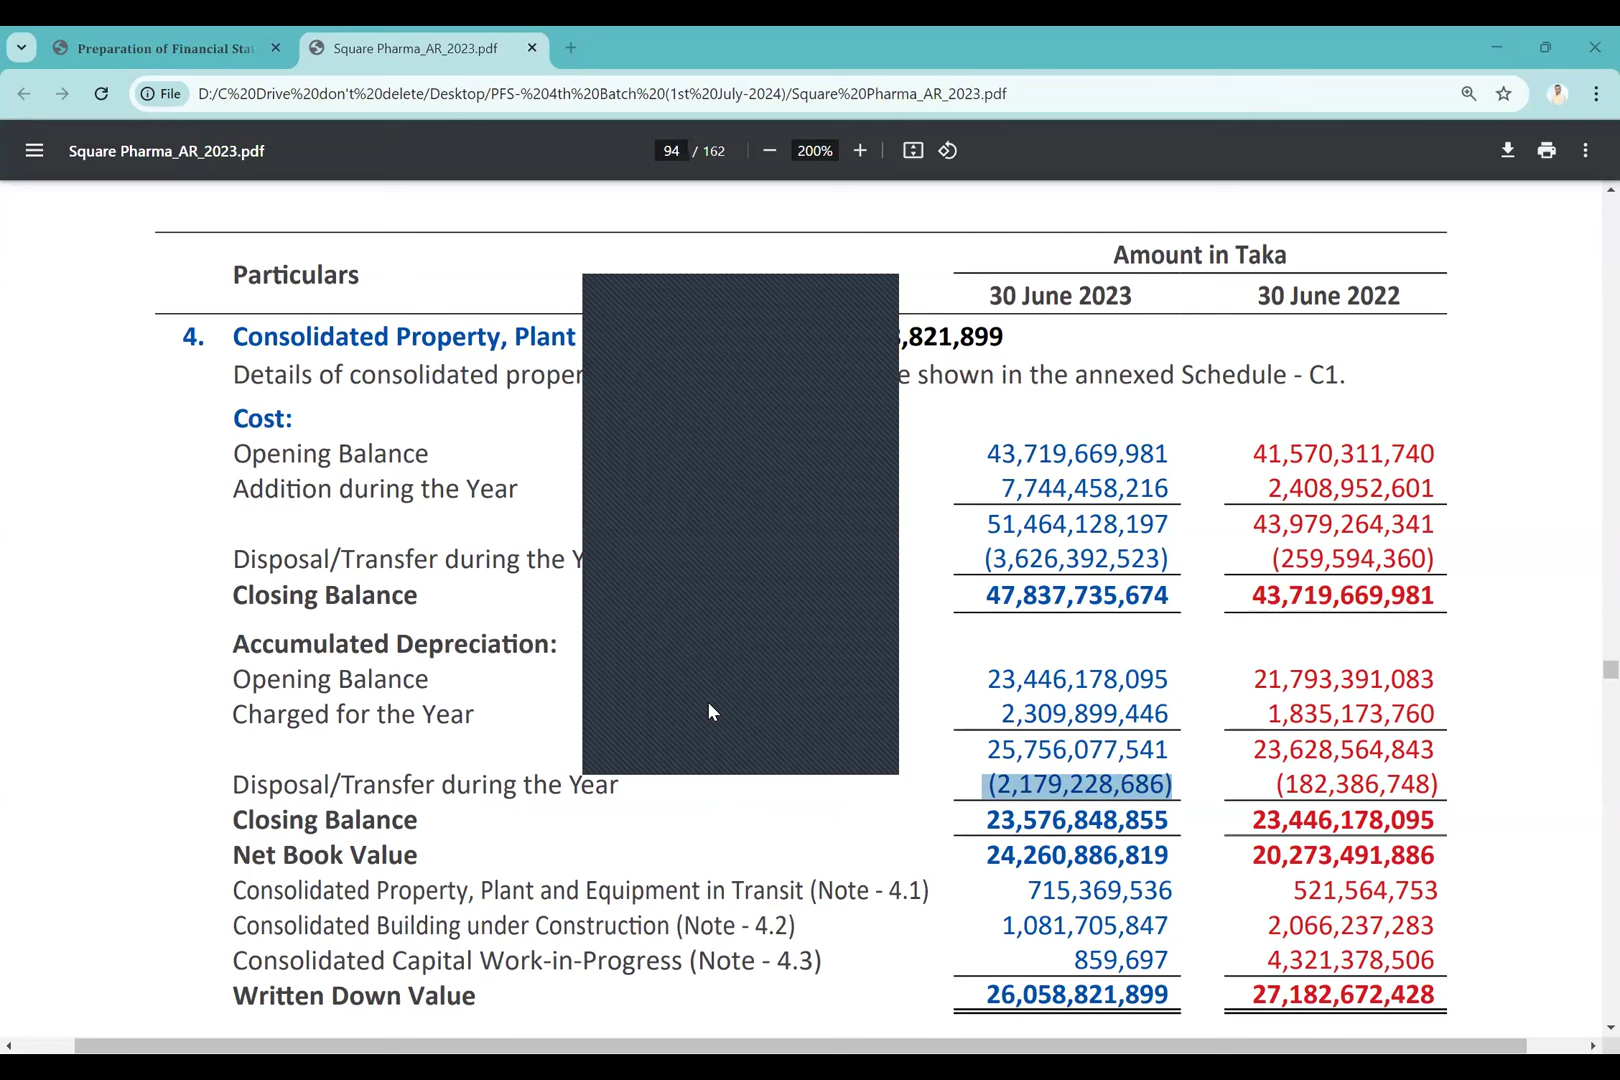 Preparation of Financial Stat
Square Pharma_AR_2023.pdf
File D:/C%20Drive%20don't%20delete/Desktop/PFS-%204th%20Batch%20(1st%20July-2024)/Square%20Pharma_AR_2023.pdf
Square Pharma_AR_2023.pdf 94 / 162 200%
Particulars Amount in Taka
30 June 2023 30 June 2022
4. Consolidated Property, Plant ,821,899
Details of consolidated proper e shown in the annexed Schedule - C1.
Cost:
Opening Balance 43,719,669,981 41,570,311,740
Addition during the Year 7,744,458,216 2,408,952,601
51,464,128,197 43,979,264,341
Disposal/Transfer during the Y (3,626,392,523) (259,594,360)
Closing Balance 47,837,735,674 43,719,669,981
Accumulated Depreciation:
Opening Balance 23,446,178,095 21,793,391,083
Charged for the Year 2,309,899,446 1,835,173,760
25,756,077,541 23,628,564,843
Disposal/Transfer during the Year (2,179,228,686) (182,386,748)
Closing Balance 23,576,848,855 23,446,178,095
Net Book Value 24,260,886,819 20,273,491,886
Consolidated Property, Plant and Equipment in Transit (Note - 4.1) 715,369,536 521,564,753
Consolidated Building under Construction (Note - 4.2) 1,081,705,847 2,066,237,283
Consolidated Capital Work-in-Progress (Note - 4.3) 859,697 4,321,378,506
Written Down Value 26,058,821,899 27,182,672,428